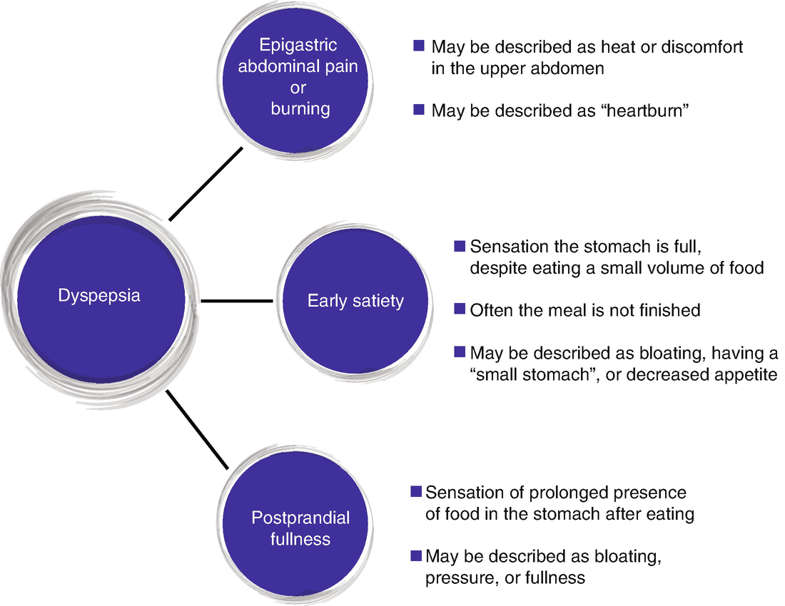 Epigastric
abdominal pain
or
burning
May be described as heat or discomfort
in the upper abdomen
May be described as “heartburn”
Dyspepsia
Early satiety
Sensation the stomach is full,
despite eating a small volume of food
Often the meal is not finished
May be described as bloating, having a
“small stomach”, or decreased appetite
Postprandial
fullness
Sensation of prolonged presence
of food in the stomach after eating
May be described as bloating,
pressure, or fullness